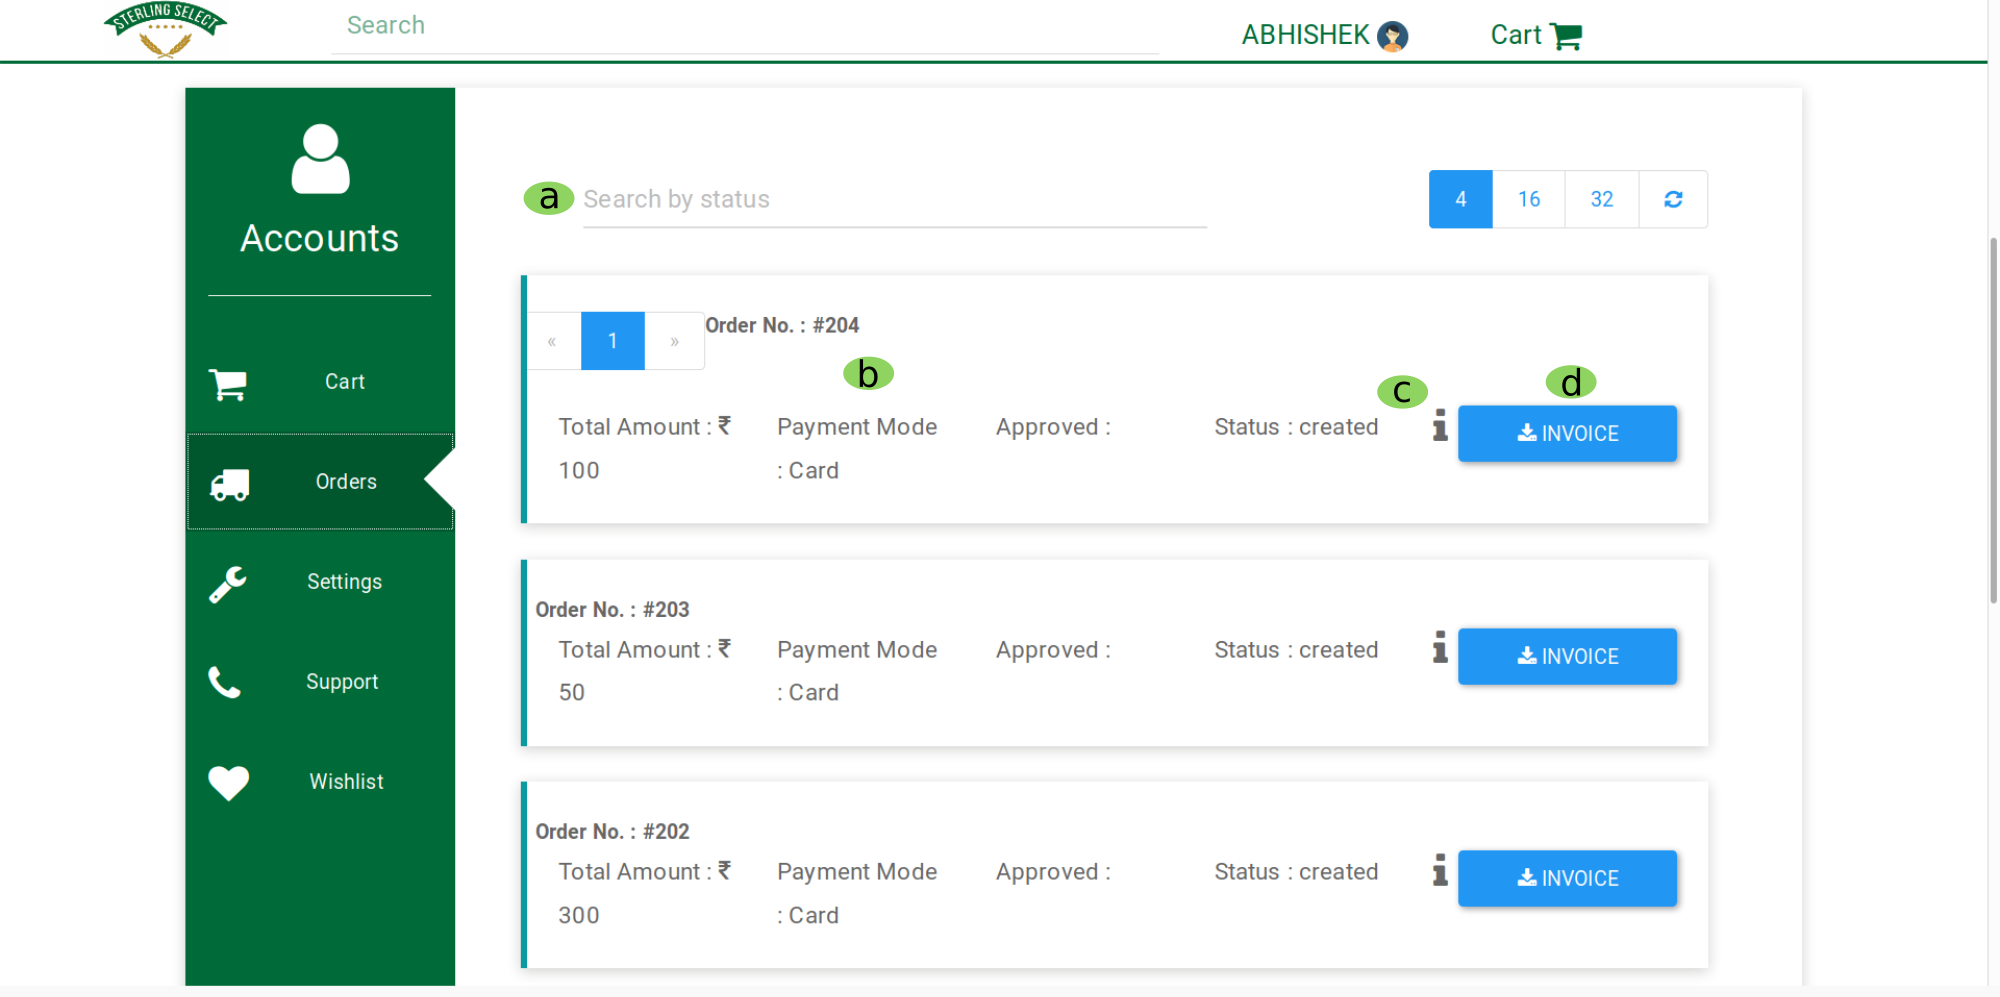 STERLING SELECT
Search
ABHISHEK
Cart
Accounts
Cart
Orders
Settings
Support
Wishlist
a
Search by status
4
16
32
«
1
»
Order No. : #204
b
c
d
Total Amount : ₹
100
Payment Mode
: Card
Approved :
Status : created
INVOICE
Order No. : #203
Total Amount : ₹
50
Payment Mode
: Card
Approved :
Status : created
INVOICE
Order No. : #202
Total Amount : ₹
300
Payment Mode
: Card
Approved :
Status : created
INVOICE